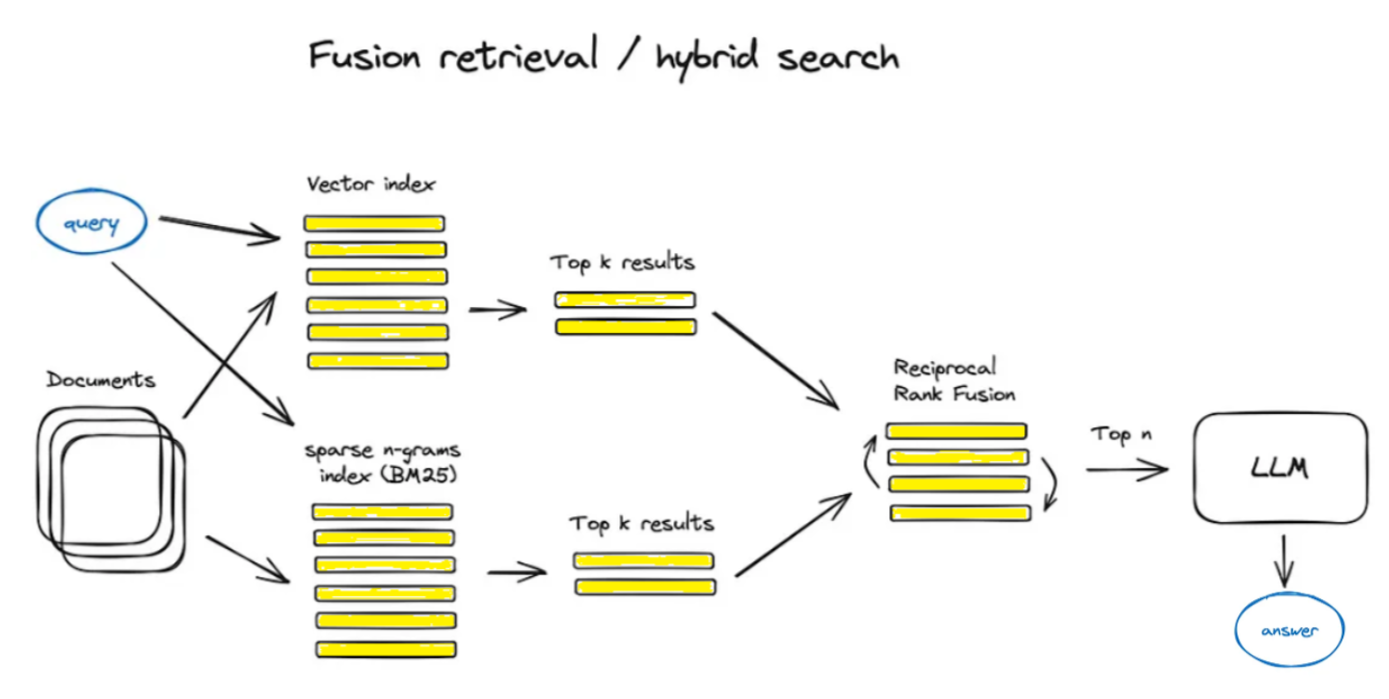 Fusion retrieval / hybrid search
Vector index
query
Top k results
Documents
Reciprocal
Rank Fusion
Top n
sparse n-grams
index (BM25)
LLM
Top k results
answer